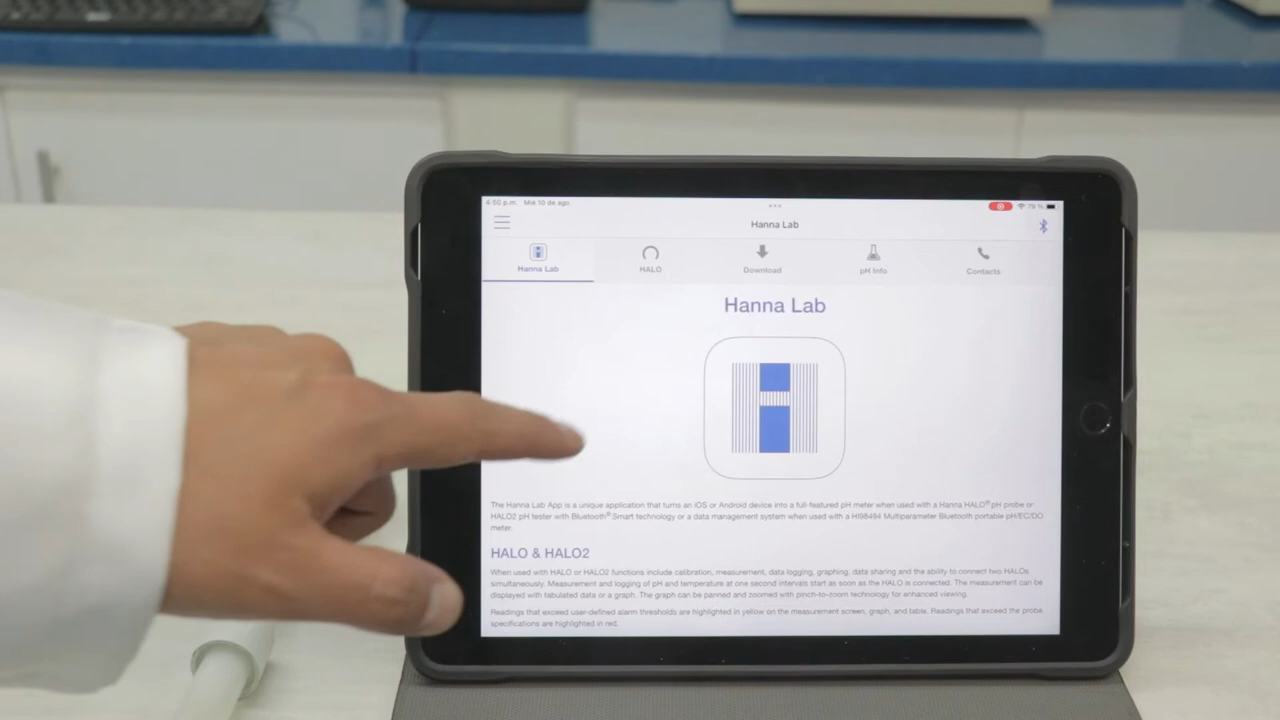 4:50 p.m. Mié 10 de ago
79 %
Hanna Lab
Hanna Lab
HALO
Download
pH Info
Contacts
Hanna Lab
The Hanna Lab App is a unique application that turns an iOS or Android device into a full-featured pH meter when used with a Hanna HALO® pH probe or
HALO2 pH tester with Bluetooth® Smart technology or a data management system when used with a HI98494 Multiparameter Bluetooth portable pH/EC/DO
meter.
HALO & HALO2
When used with HALO or HALO2 functions include calibration, measurement, data logging, graphing, data sharing and the ability to connect two HALOs
simultaneously. Measurement and logging of pH and temperature at one second intervals start as soon as the HALO is connected. The measurement can be
displayed with tabulated data or a graph. The graph can be panned and zoomed with pinch-to-zoom technology for enhanced viewing.
Readings that exceed user-defined alarm thresholds are highlighted in yellow on the measurement screen, graph, and table. Readings that exceed the probe
specifications are highlighted in red.